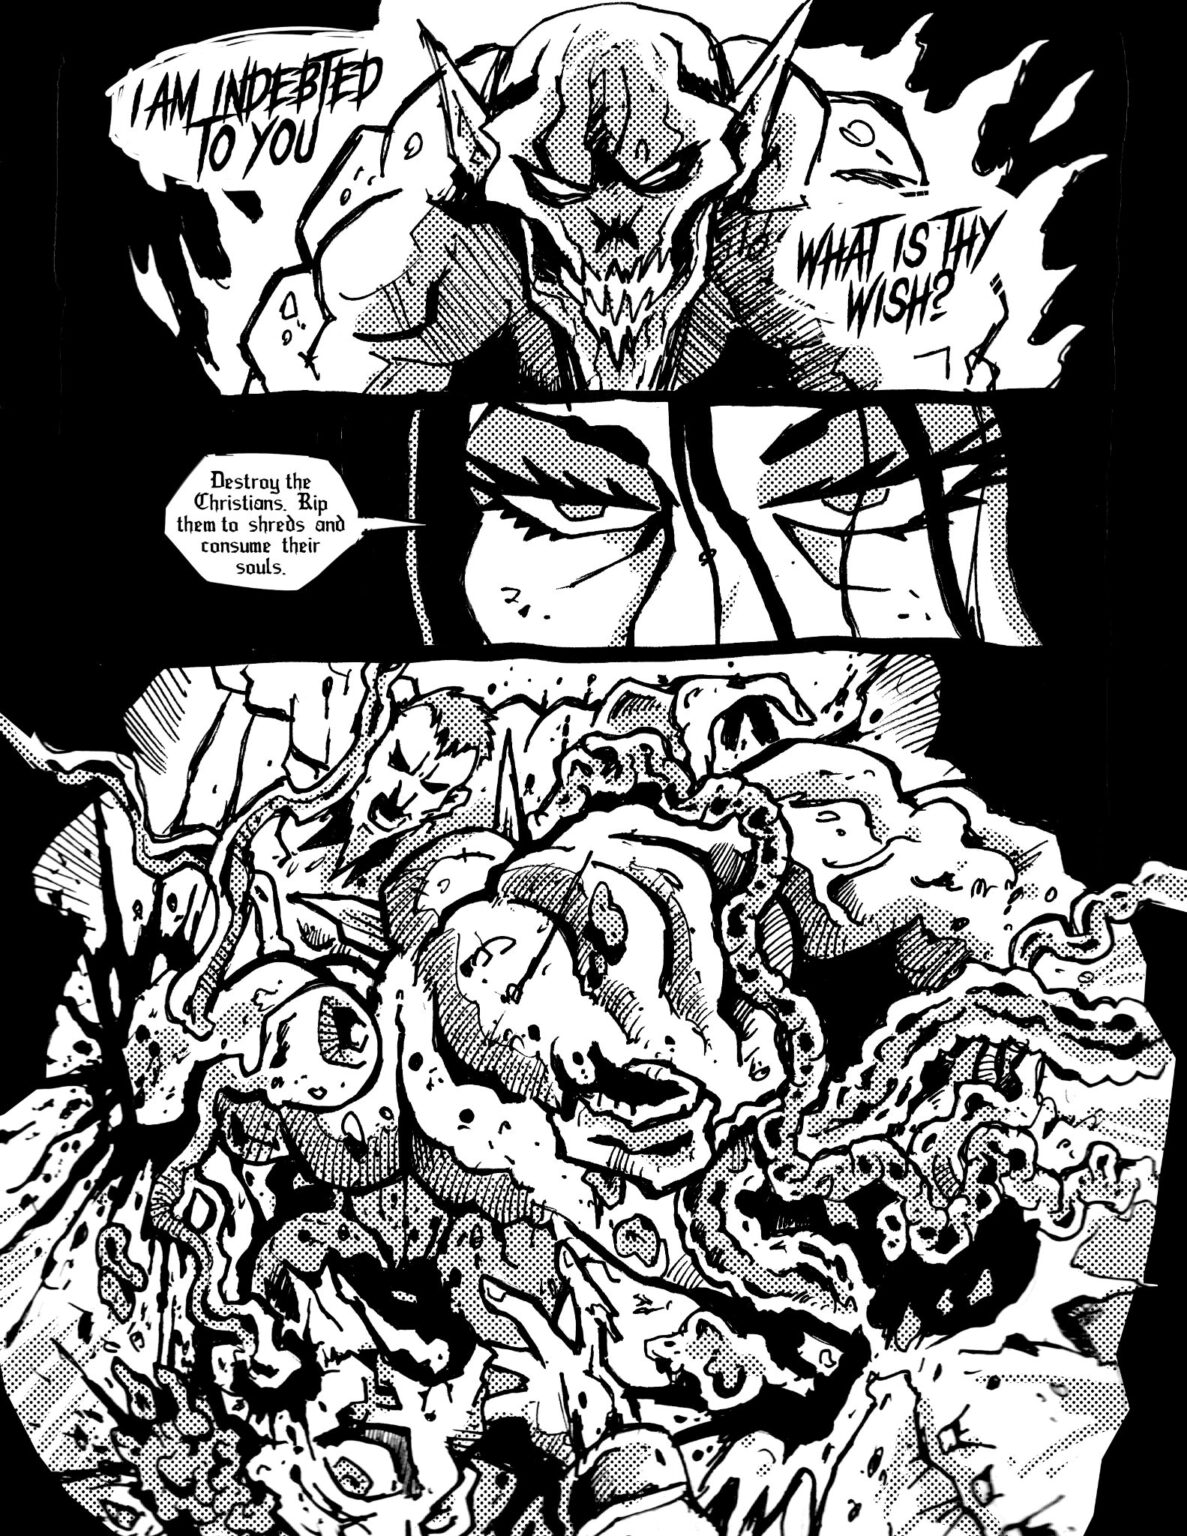 I AM INDEBTED
TO YOU
WHAT IS THY
WISH?
Destroy the
Christians. Rip
them to shreds and
consume their
souls.